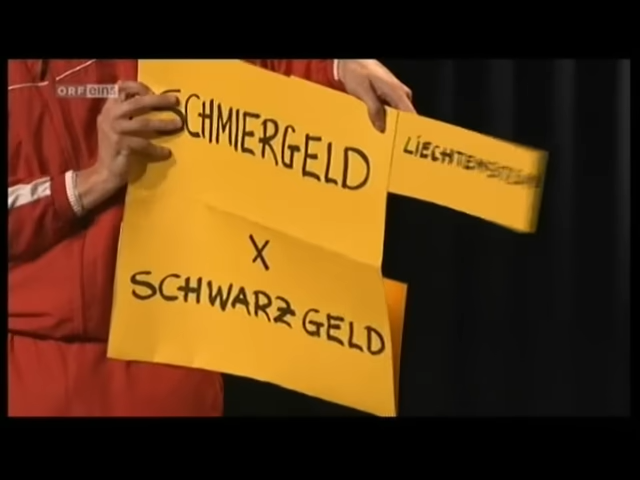 ORF eins
SCHMIERGELD
LIECHTENSTEIN
X
SCHWARZGELD